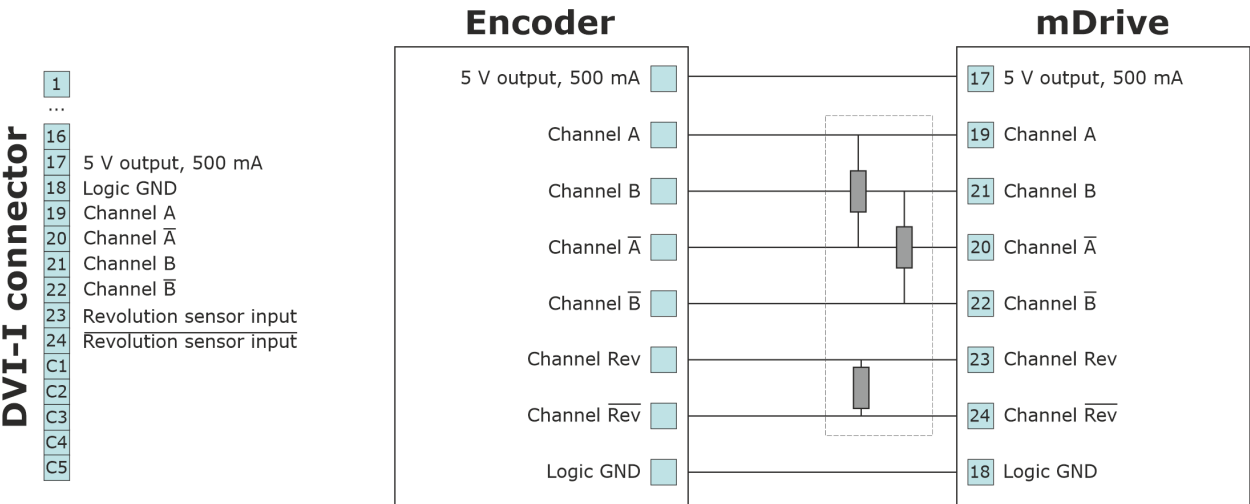 DVI-I connector
1
...
16
17 5 V output, 500 mA
18 Logic GND
19 Channel A
20 Channel A̅
21 Channel B
22 Channel B̅
23 Revolution sensor input
24 R̅e̅v̅o̅l̅u̅t̅i̅o̅n̅ ̅s̅e̅n̅s̅o̅r̅ ̅i̅n̅p̅u̅t̅
C1
C2
C3
C4
C5
Encoder
5 V output, 500 mA
Channel A
Channel B
Channel A̅
Channel B̅
Channel Rev
Channel R̅e̅v̅
Logic GND
mDrive
17 5 V output, 500 mA
19 Channel A
21 Channel B
20 Channel A̅
22 Channel B̅
23 Channel Rev
24 Channel R̅e̅v̅
18 Logic GND